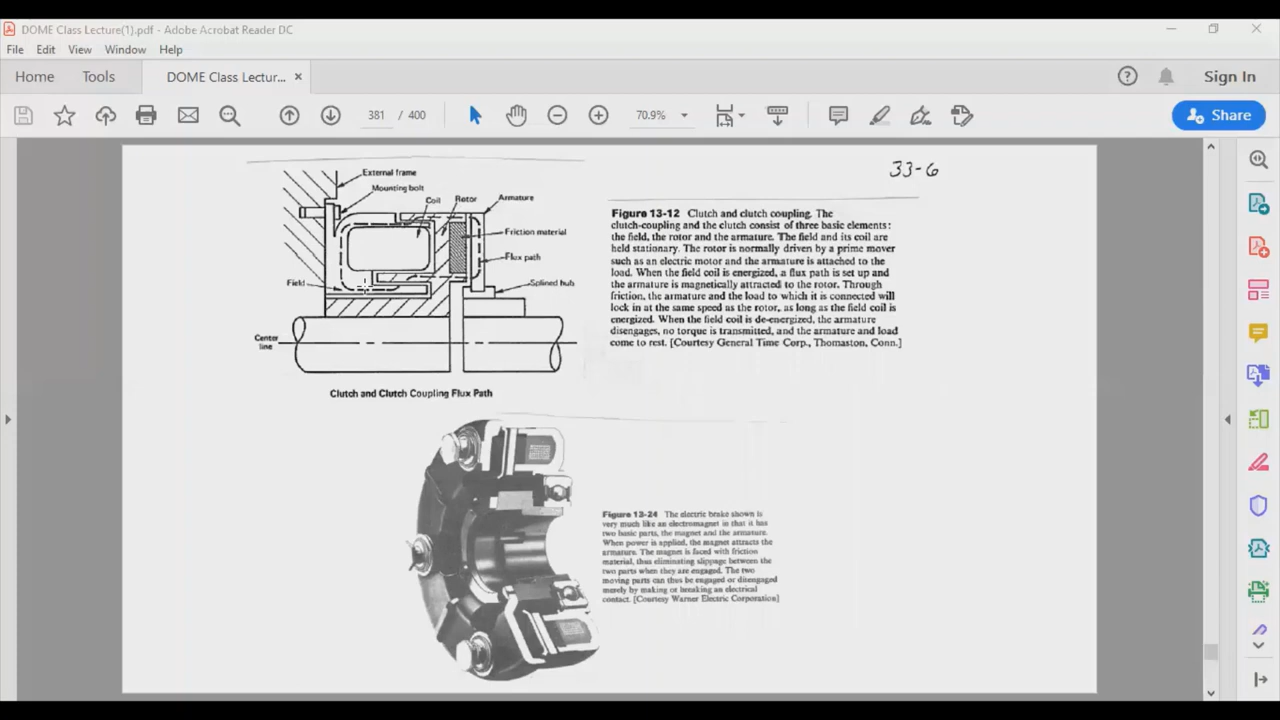 DOME Class Lecture(1).pdf - Adobe Acrobat Reader DC
File Edit View Window Help
Home Tools DOME Class Lectur... ×
Sign In
381 / 400
70.9%
Share
33-6
External frame
Mounting bolt
Coil
Rotor
Armature
Friction material
Flux path
Field
Splined hub
Center
line
Clutch and Clutch Coupling Flux Path
Figure 13-12 Clutch and clutch coupling. The
clutch-coupling and the clutch consist of three basic elements:
the field, the rotor and the armature. The field and its coil are
held stationary. The rotor is normally driven by a prime mover
such as an electric motor and the armature is attached to the
load. When the field coil is energized, a flux path is set up and
the armature is magnetically attracted to the rotor. Through
friction, the armature and the load to which it is connected will
lock in at the same speed as the rotor, as long as the field coil is
energized. When the field coil is de-energized, the armature
disengages, no torque is transmitted, and the armature and load
come to rest. [Courtesy General Time Corp., Thomaston, Conn.]
Figure 13-24 The electric brake shown is
very much like an electromagnet in that it has
two basic parts, the magnet and the armature.
When power is applied, the magnet attracts the
armature. The magnet is faced with friction
material, thus eliminating slippage between the
two parts when they are engaged. The two
moving parts can thus be engaged or disengaged
merely by making or breaking an electrical
contact. [Courtesy Warner Electric Corporation]